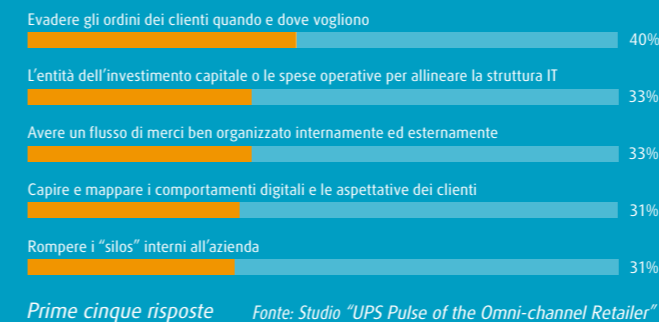 Evadere gli ordini dei clienti quando e dove vogliono
40%
L'entità dell'investimento capitale o le spese operative per allineare la struttura IT
33%
Avere un flusso di merci ben organizzato internamente ed esternamente
33%
Capire e mappare i comportamenti digitali e le aspettative dei clienti
31%
Rompere i “silos” interni all'azienda
31%
Prime cinque risposte Fonte: Studio “UPS Pulse of the Omni-channel Retailer”